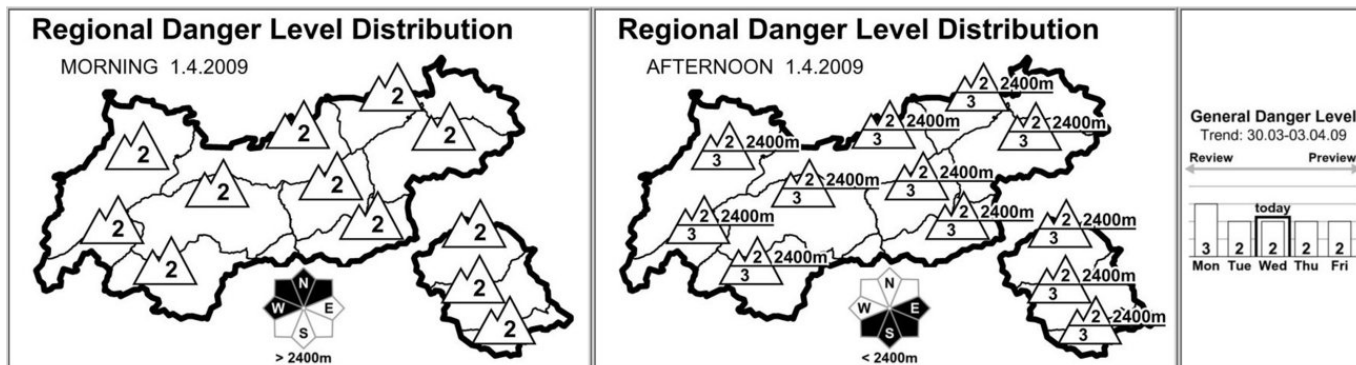 Regional Danger Level Distribution
MORNING 1.4.2009
2
2
2
2
2
2
2
2
2
2
2
2
N
W E
S
> 2400m
Regional Danger Level Distribution
AFTERNOON 1.4.2009
2 2400m
3
2 2400m
3
2 2400m
3
2 2400m
3
2 2400m
3
2 2400m
3
2 2400m
3
2 2400m
3
2 2400m
3
2 2400m
3
2 2400m
3
2 2400m
3
N
W E
S
< 2400m
General Danger Level
Trend: 30.03-03.04.09
Review Preview
today
3 2 2 2 2
Mon Tue Wed Thu Fri